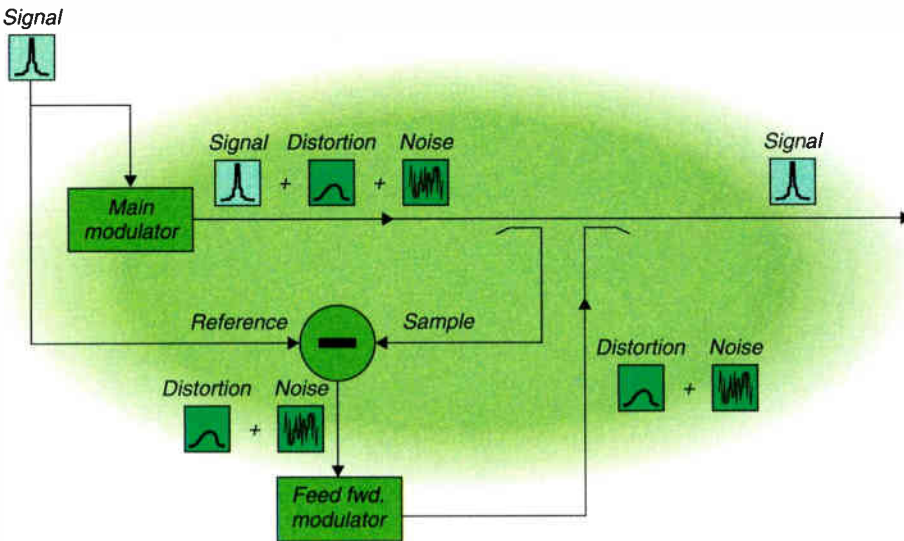 Signal
Signal
Distortion
Noise
Signal
+
+
Main
modulator
Reference
Sample
Distortion
Noise
Distortion
Noise
+
+
Feed fwd.
modulator